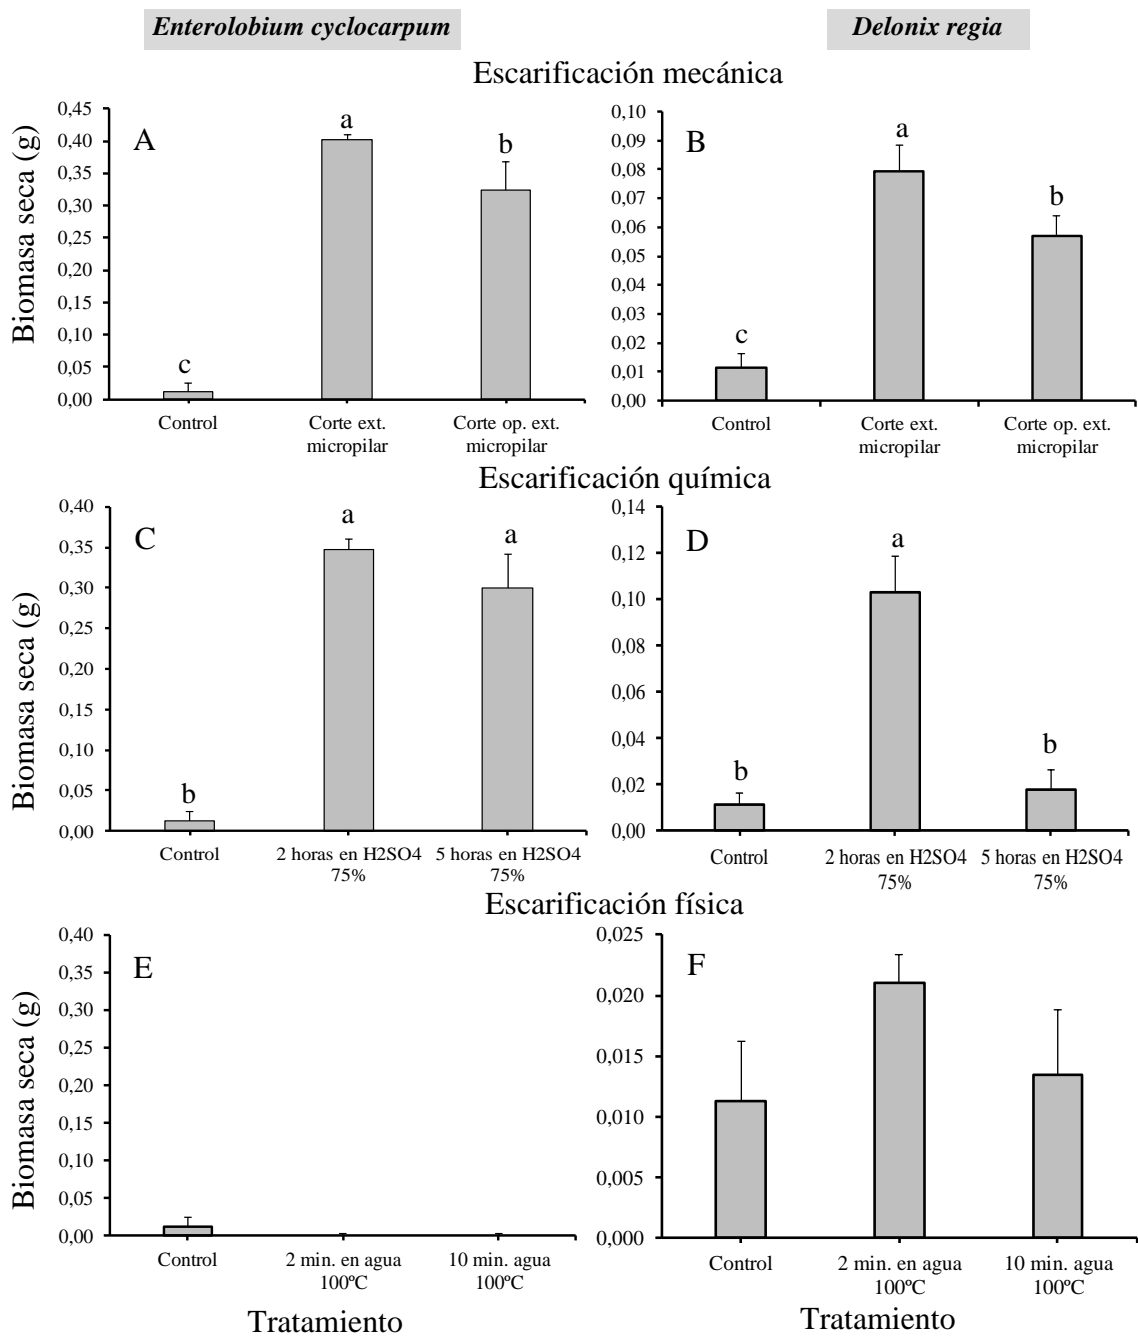 Enterolobium cyclocarpum
Delonix regia
Escarificación mecánica
Biomasa seca (g)
0,45
0,40
0,35
0,30
0,25
0,20
0,15
0,10
0,05
0,00
A
c
a
b
Control
Corte ext.
micropilar
Corte op. ext.
micropilar
0,10
0,09
0,08
0,07
0,06
0,05
0,04
0,03
0,02
0,01
0,00
B
c
a
b
Control
Corte ext.
micropilar
Corte op. ext.
micropilar
Escarificación química
Biomasa seca (g)
0,40
0,35
0,30
0,25
0,20
0,15
0,10
0,05
0,00
C
b
a
a
Control
2 horas en H2SO4
75%
5 horas en H2SO4
75%
0,14
0,12
0,10
0,08
0,06
0,04
0,02
0,00
D
b
a
b
Control
2 horas en H2SO4
75%
5 horas en H2SO4
75%
Escarificación física
Biomasa seca (g)
0,40
0,35
0,30
0,25
0,20
0,15
0,10
0,05
0,00
E
Control
2 min. en agua
100ºC
10 min. agua
100ºC
Tratamiento
0,025
0,020
0,015
0,010
0,005
0,000
F
Control
2 min. en agua
100ºC
10 min. agua
100ºC
Tratamiento